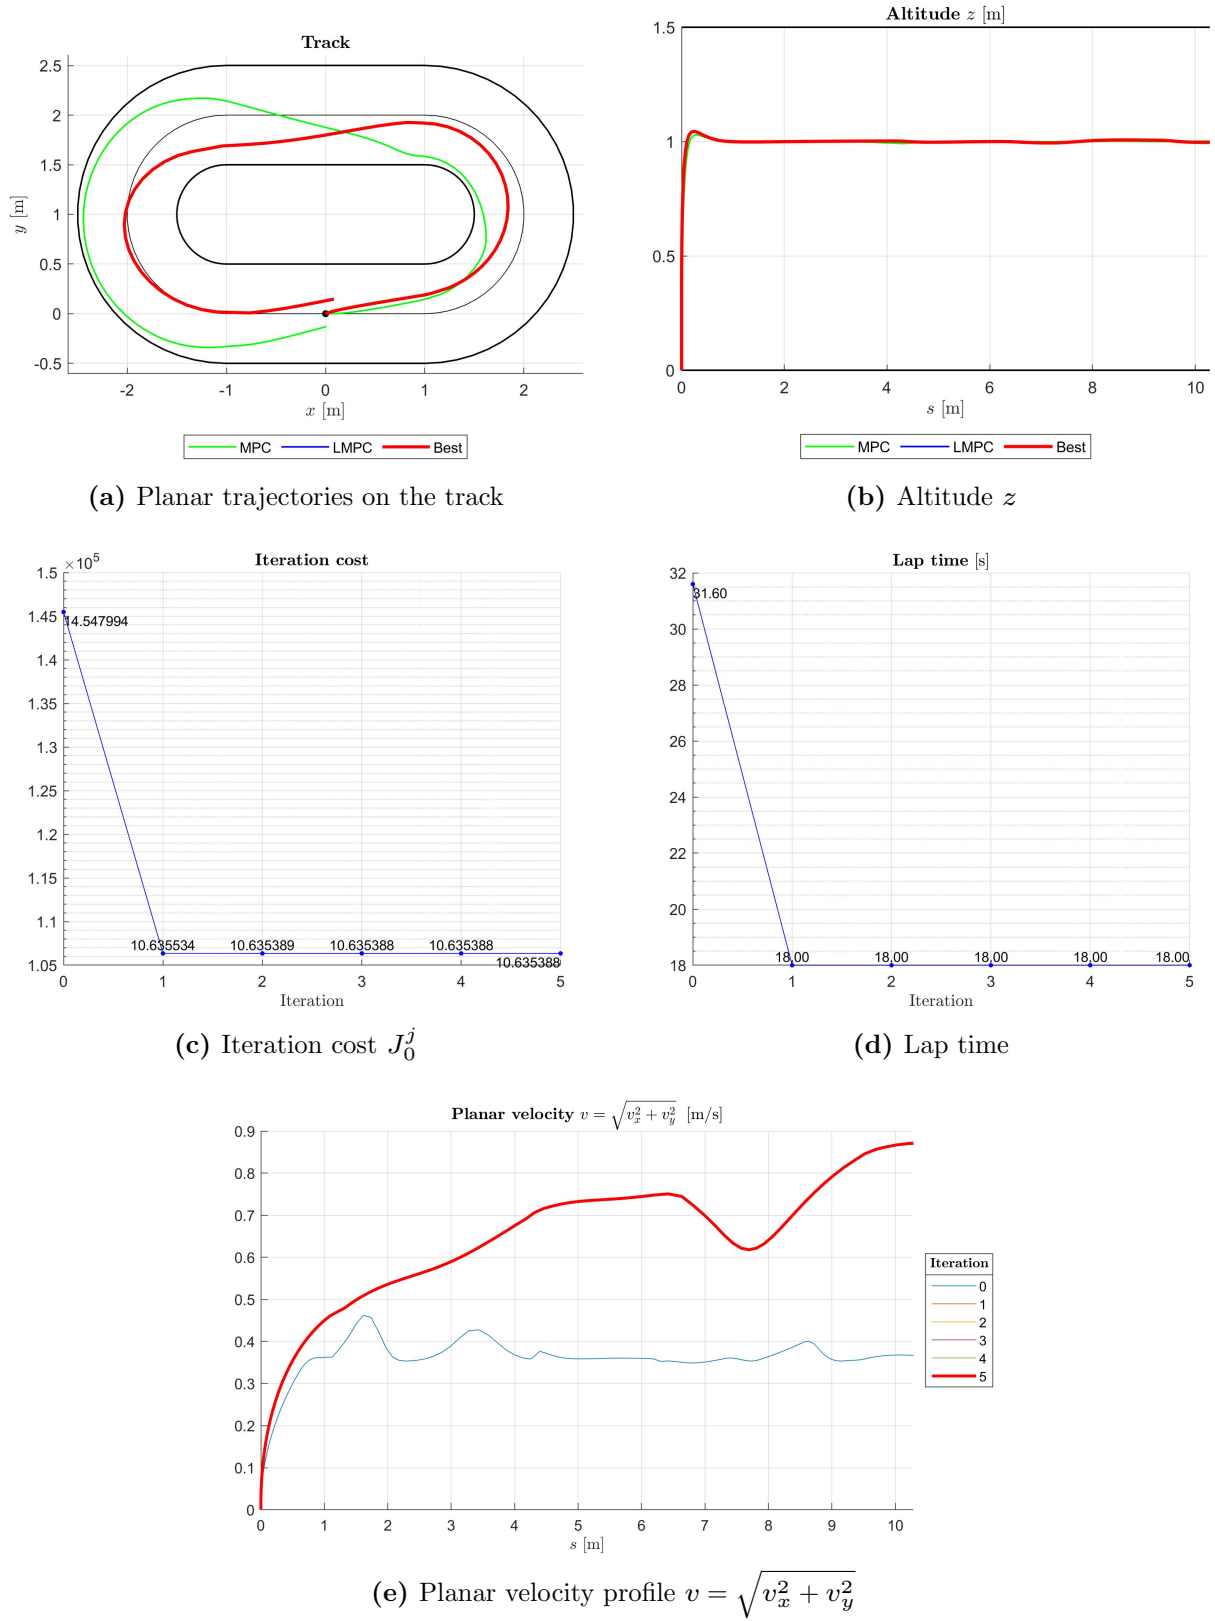 Track
2.5
2
1.5
1
0.5
0
-0.5
y [m]
-2 -1 0 1 2
x [m]
MPC LMPC Best
(a) Planar trajectories on the track
Altitude z [m]
1.5
1
0.5
0
0 2 4 6 8 10
s [m]
MPC LMPC Best
(b) Altitude z
Iteration cost
×10^5
1.5
1.45
1.4
1.35
1.3
1.25
1.2
1.15
1.1
1.05
14.547994
10.635534 10.635389 10.635388 10.635388
10.635388
0 1 2 3 4 5
Iteration
(c) Iteration cost J_0^j
Lap time [s]
32
30
28
26
24
22
20
18
18
31.60
18.00 18.00 18.00 18.00 18.00
0 1 2 3 4 5
Iteration
(d) Lap time
Planar velocity v = √(v_x^2 + v_y^2) [m/s]
0.9
0.8
0.7
0.6
0.5
0.4
0.3
0.2
0.1
0
0 1 2 3 4 5 6 7 8 9 10
s [m]
Iteration
0
1
2
3
4
5
(e) Planar velocity profile v = √(v_x^2 + v_y^2)